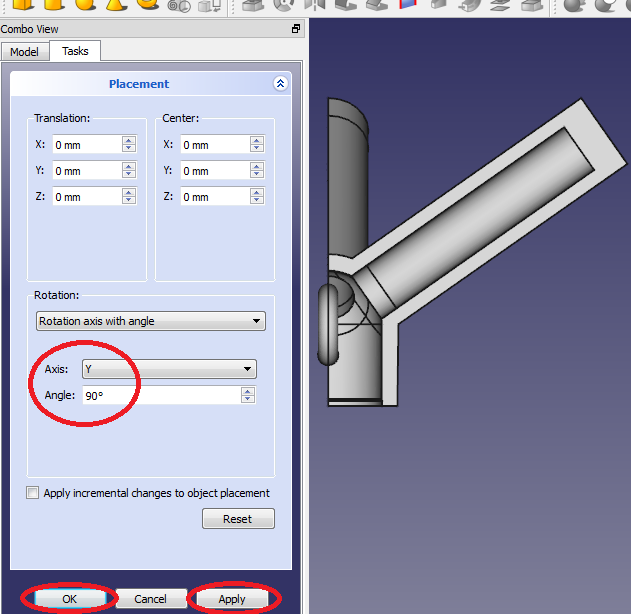 Combo View
Model Tasks
Placement
Translation: Center:
X: 0 mm X: 0 mm
Y: 0 mm Y: 0 mm
Z: 0 mm Z: 0 mm
Rotation:
Rotation axis with angle
Axis: Y
Angle: 90°
Apply incremental changes to object placement
Reset
OK Cancel Apply